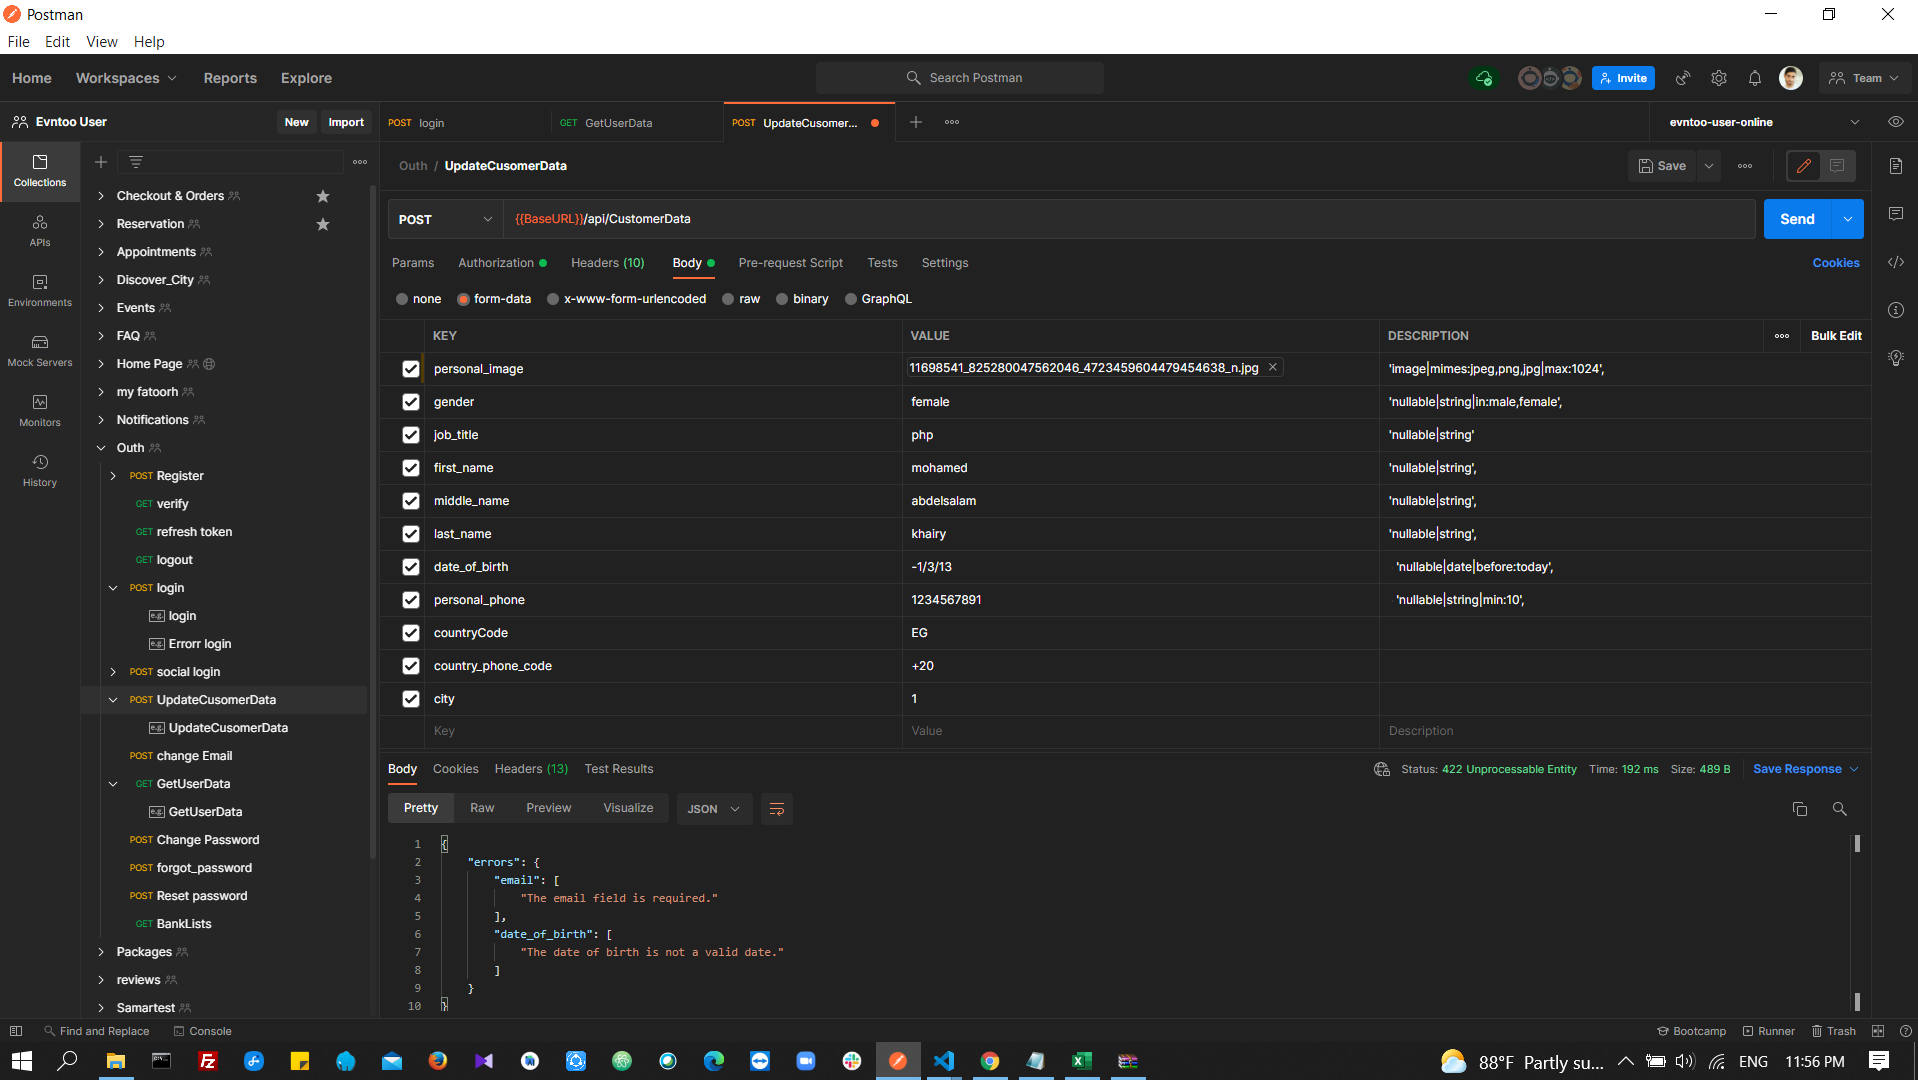 Postman
File Edit View Help
Home Workspaces Reports Explore Search Postman Invite Team
Evntoo User New Import POST login GET GetUserData POST UpdateCusomer... evntoo-user-online
Outh / UpdateCusomerData Save
Collections
APIs
Environments
Mock Servers
Monitors
History
Checkout & Orders
Reservation
Appointments
Discover_City
Events
FAQ
Home Page
my fatoorh
Notifications
Outh
POST Register
GET verify
GET refresh token
GET logout
POST login
e.g. login
e.g. Errorr login
POST social login
POST UpdateCusomerData
e.g. UpdateCusomerData
POST change Email
GET GetUserData
e.g. GetUserData
POST Change Password
POST forgot_password
POST Reset password
GET BankLists
Packages
reviews
Samartest
POST {{BaseURL}}/api/CustomerData Send
Params Authorization Headers (10) Body Pre-request Script Tests Settings Cookies
none form-data x-www-form-urlencoded raw binary GraphQL
KEY VALUE DESCRIPTION Bulk Edit
personal_image 11698541_825280047562046_4723459604479454638_n.jpg 'image|mimes:jpeg,png,jpg|max:1024',
gender female 'nullable|string|in:male,female',
job_title php 'nullable|string'
first_name mohamed 'nullable|string',
middle_name abdelsalam 'nullable|string',
last_name khairy 'nullable|string',
date_of_birth -1/3/13 'nullable|date|before:today',
personal_phone 1234567891 'nullable|string|min:10',
countryCode EG
country_phone_code +20
city 1
Key Value Description
Body Cookies Headers (13) Test Results Status: 422 Unprocessable Entity Time: 192 ms Size: 489 B Save Response
Pretty Raw Preview Visualize JSON
1 {
2 "errors": {
3 "email": [
4 "The email field is required."
5 ],
6 "date_of_birth": [
7 "The date of birth is not a valid date."
8 ]
9 }
10 }
Find and Replace Console Bootcamp Runner Trash
88°F Partly su... ENG 11:56 PM